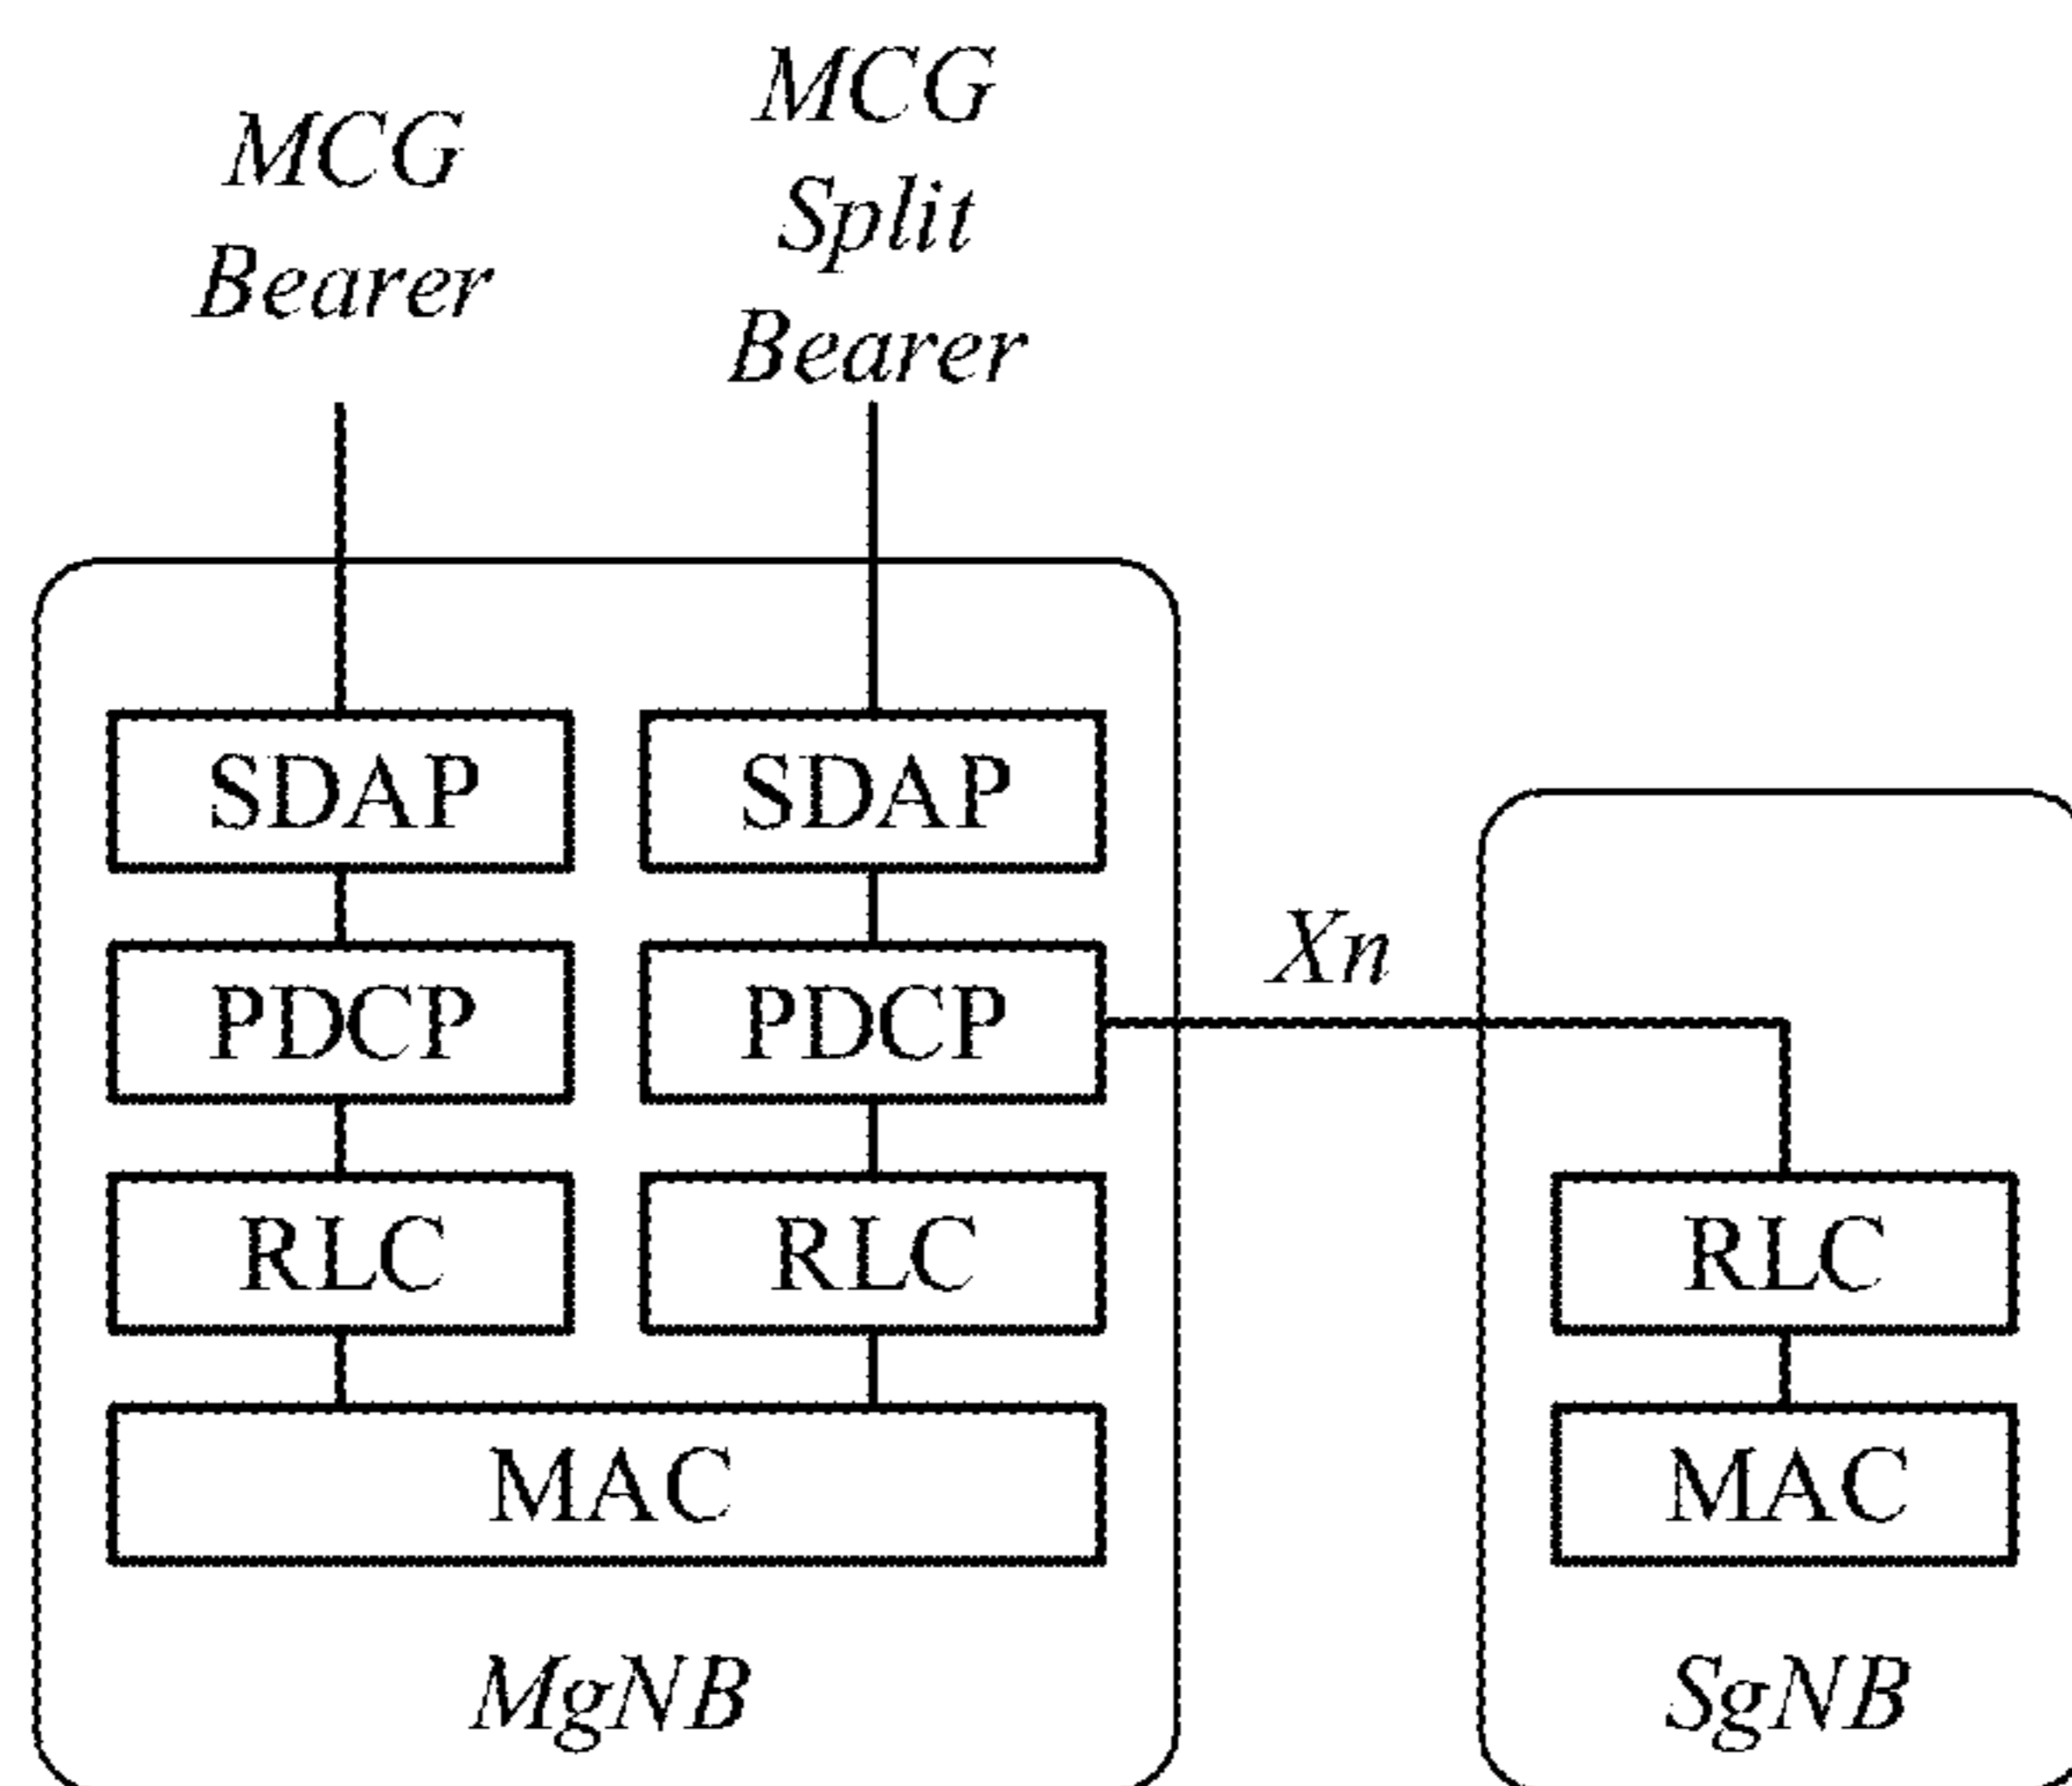 MCG
Bearer
MCG
Split
Bearer
SDAP
SDAP
PDCP
PDCP
Xn
RLC
RLC
RLC
MAC
MAC
MgNB
SgNB